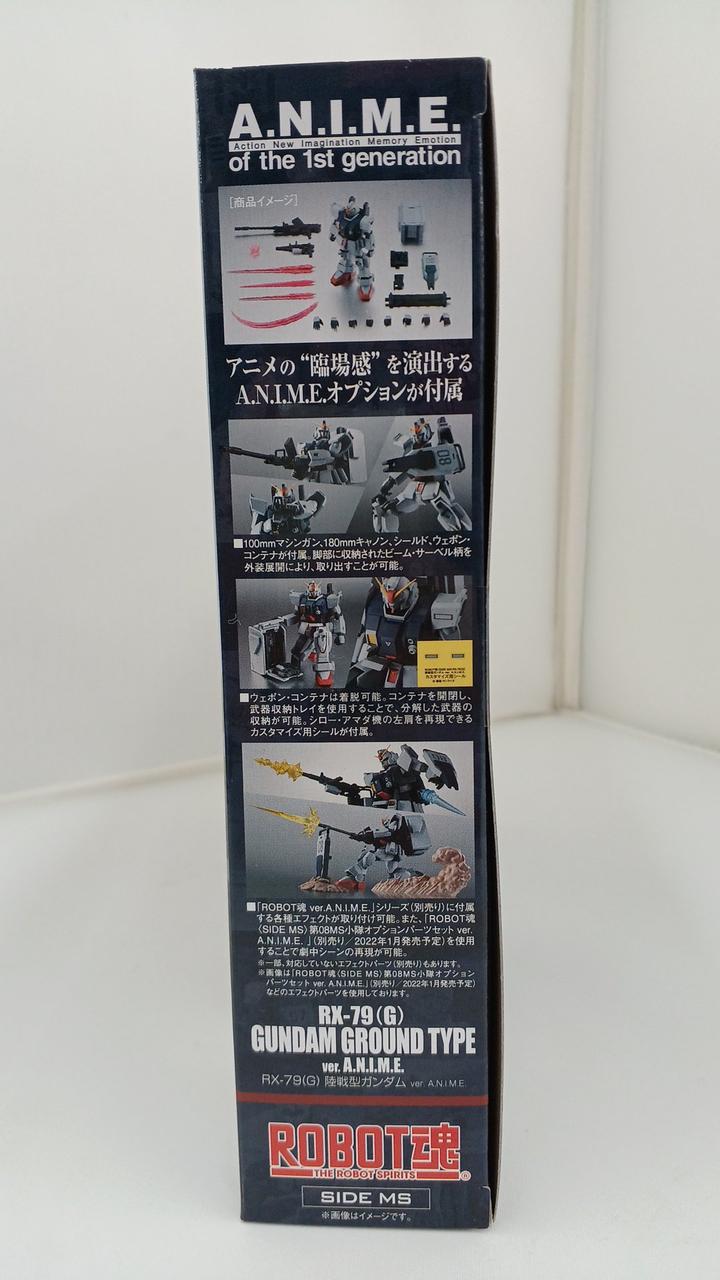 A.N.I.M.E.
Action New Imagination Memory Emotion
of the 1st generation
[商品イメージ]
アニメの“臨場感”を演出する
A.N.I.M.E.オプションが付属
08
■100mmマシンガン、180mmキャノン、シールド、ウェポン・
コンテナが付属。脚部に収納されたビーム・サーベル柄を
外装展開により、取り出すことが可能。
カスタマイズ用シール
■ウェポン・コンテナは着脱可能。コンテナを開閉し、
武器収納トレイを使用することで、分解した武器の
収納が可能。シロー・アマダ機の左肩を再現できる
カスタマイズ用シールが付属。
■「ROBOT魂 ver.A.N.I.M.E.」シリーズ(別売り)に付属
する各種エフェクトが取り付け可能。また、「ROBOT魂
〈SIDE MS〉第08MS小隊オプションパーツセット ver.
A.N.I.M.E.」(別売り／2022年1月発売予定)を使用
することで劇中シーンの再現が可能。
※一部、対応していないエフェクトパーツ(別売り)もあります。
※画像は「ROBOT魂〈SIDE MS〉第08MS小隊オプション
パーツセット ver. A.N.I.M.E.」(別売り／2022年1月発売予定)
などのエフェクトパーツを使用しております。
RX-79(G)
GUNDAM GROUND TYPE
ver. A.N.I.M.E.
RX-79(G) 陸戦型ガンダム ver. A.N.I.M.E.
ROBOT魂
THE ROBOT SPIRITS ®
SIDE MS
※画像はイメージです。